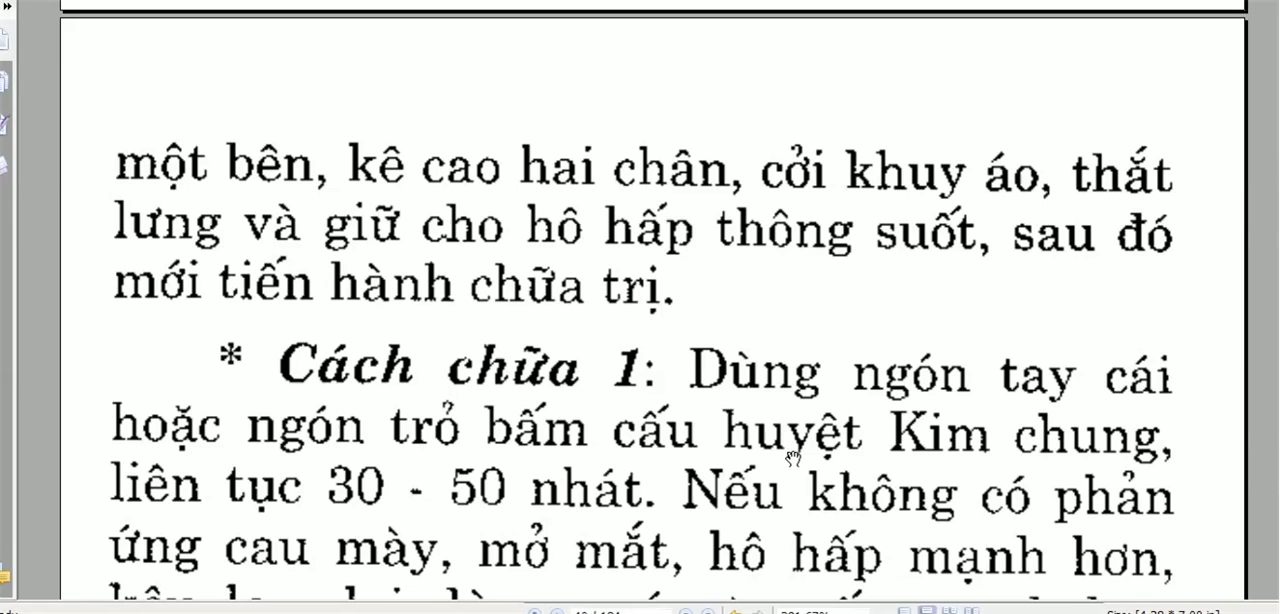 một bên, kê cao hai chân, cởi khuy áo, thắt
lưng và giữ cho hô hấp thông suốt, sau đó
mới tiến hành chữa trị.
* Cách chữa 1: Dùng ngón tay cái
hoặc ngón trỏ bấm cấu huyệt Kim chung,
liên tục 30 - 50 nhát. Nếu không có phản
ứng cau mày, mở mắt, hô hấp mạnh hơn,